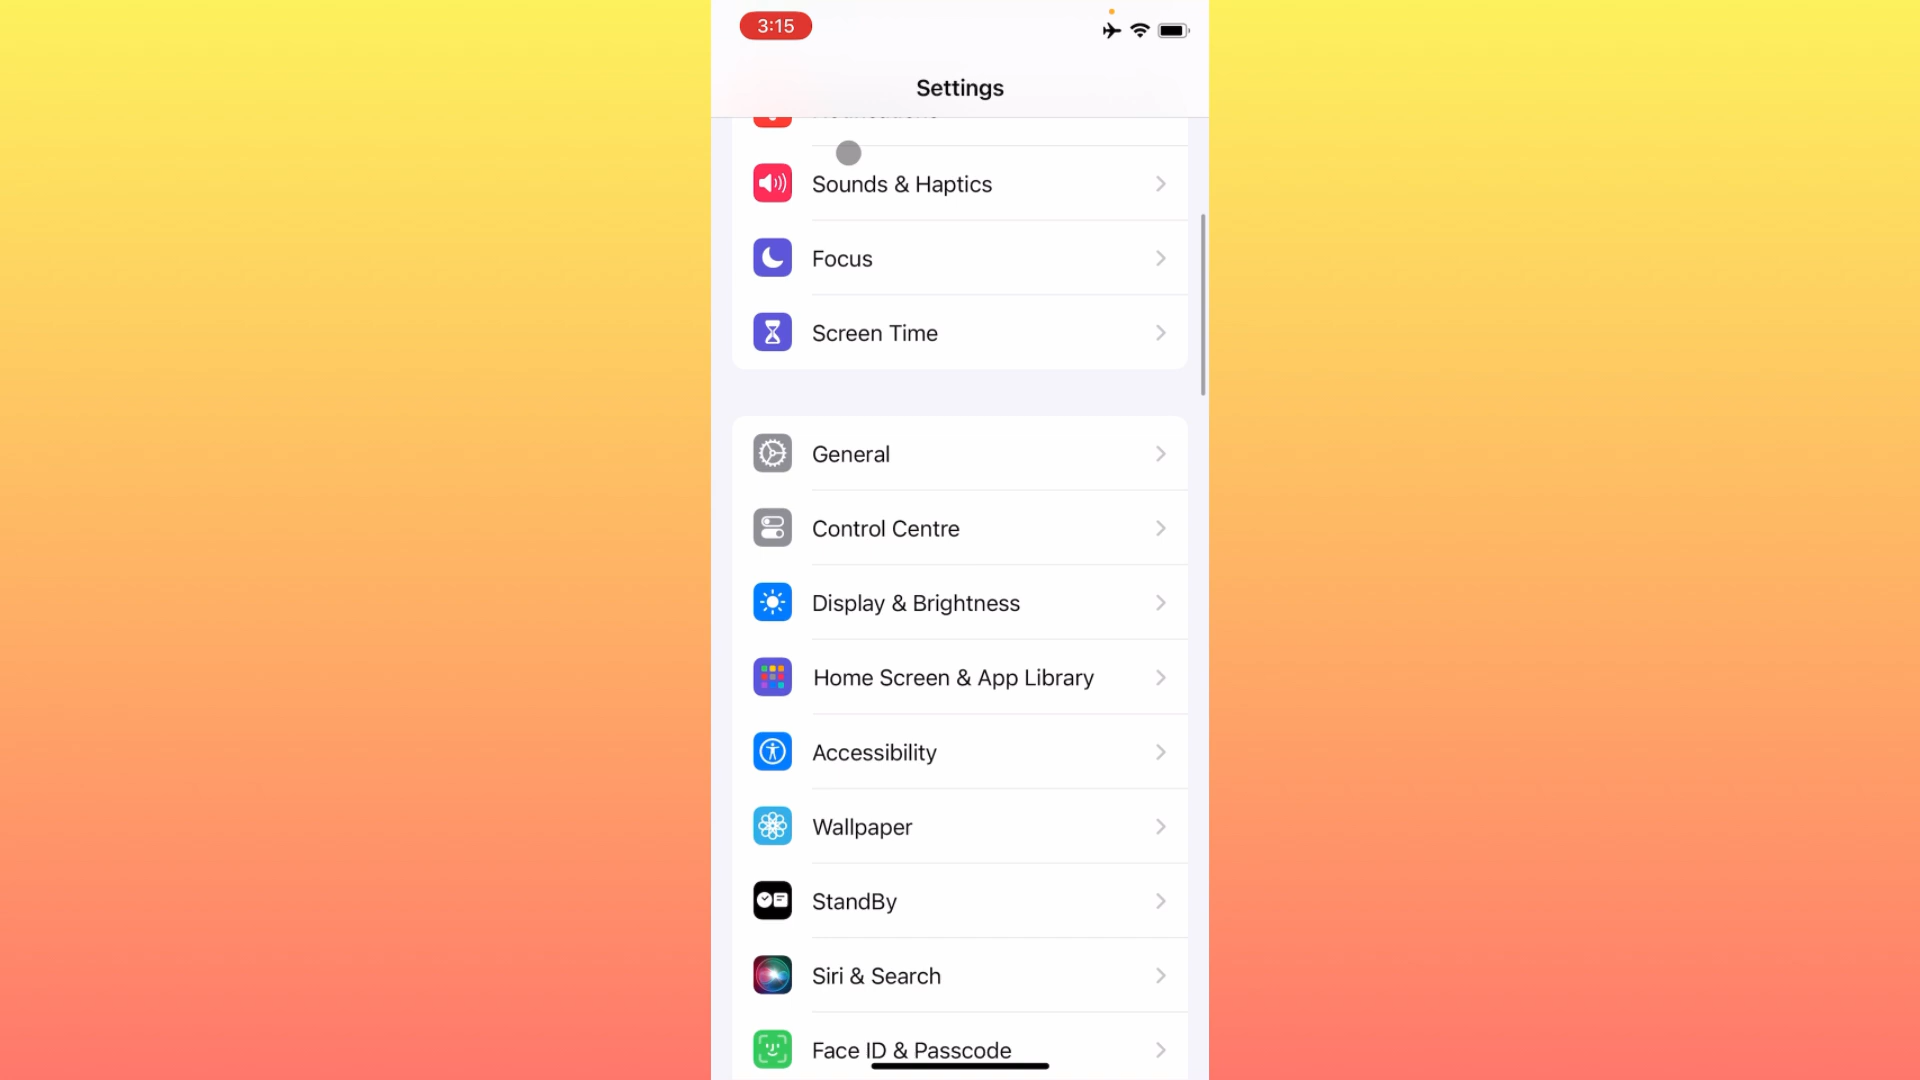 3:15
Settings
Sounds & Haptics
Focus
Screen Time
General
Control Centre
Display & Brightness
Home Screen & App Library
Accessibility
Wallpaper
StandBy
Siri & Search
Face ID & Passcode